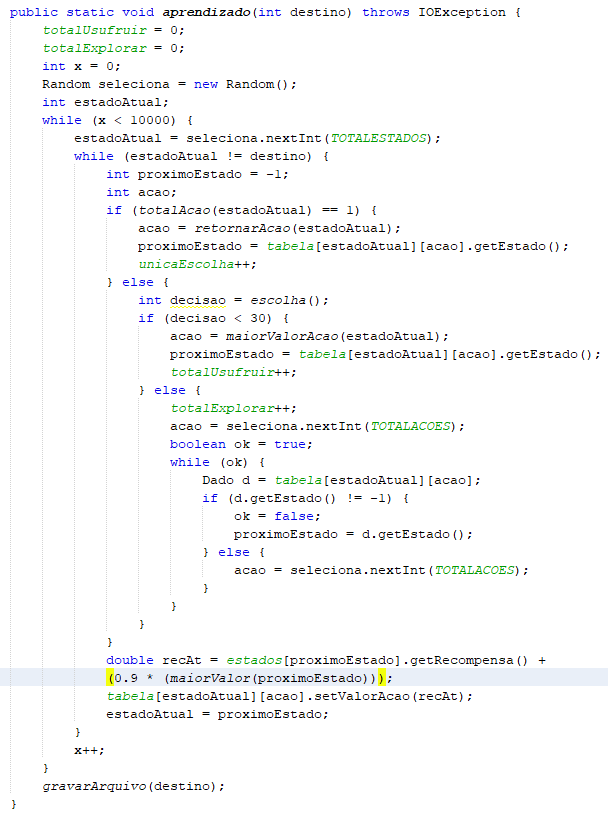 public static void aprendizado(int destino) throws IOException {
totalUsufruir = 0;
totalExplorar = 0;
int x = 0;
Random seleciona = new Random();
int estadoAtual;
while (x < 10000) {
estadoAtual = seleciona.nextInt(TOTALESTADOS);
while (estadoAtual != destino) {
int proximoEstado = -1;
int acao;
if (totalAcao(estadoAtual) == 1) {
acao = retornarAcao(estadoAtual);
proximoEstado = tabela[estadoAtual][acao].getEstado();
unicaEscolha++;
} else {
int decisao = escolha();
if (decisao < 30) {
acao = maiorValorAcao(estadoAtual);
proximoEstado = tabela[estadoAtual][acao].getEstado();
totalUsufruir++;
} else {
totalExplorar++;
acao = seleciona.nextInt(TOTALACOES);
boolean ok = true;
while (ok) {
Dado d = tabela[estadoAtual][acao];
if (d.getEstado() != -1) {
ok = false;
proximoEstado = d.getEstado();
} else {
acao = seleciona.nextInt(TOTALACOES);
}
}
}
}
double recAt = estados[proximoEstado].getRecompensa() +
(0.9 * (maiorValor(proximoEstado)));
tabela[estadoAtual][acao].setValorAcao(recAt);
estadoAtual = proximoEstado;
}
x++;
}
gravarArquivo(destino);
}